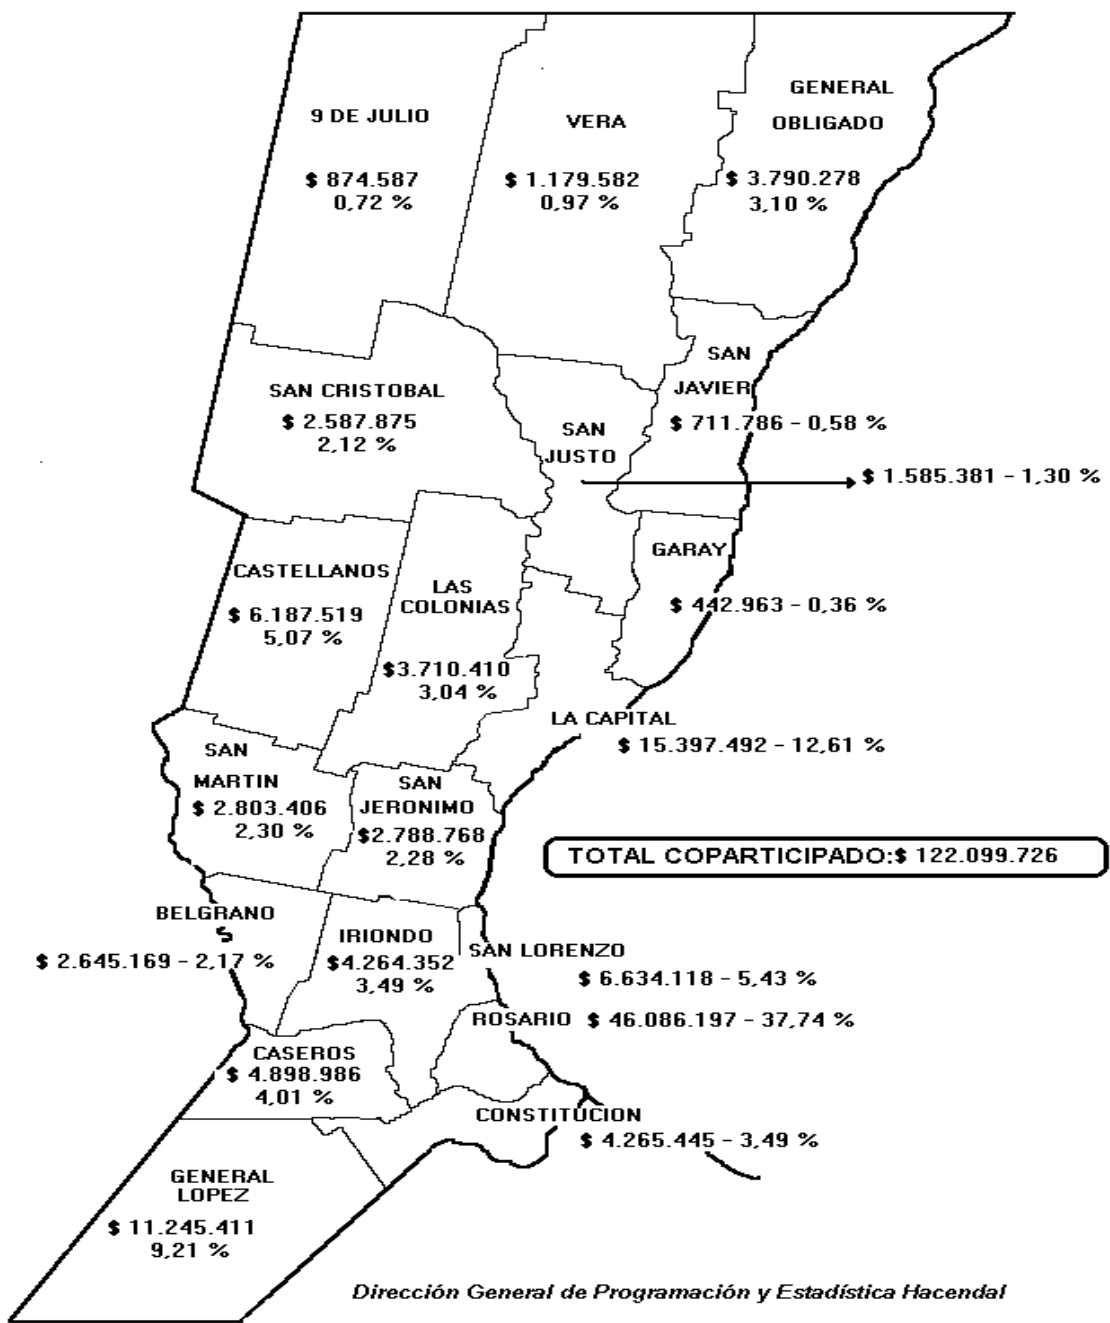 9 DE JULIO
$ 874.587
0,72 %
VERA
$ 1.179.582
0,97 %
GENERAL
OBLIGADO
$ 3.790.278
3,10 %
SAN CRISTOBAL
$ 2.587.875
2,12 %
SAN
JUSTO
$ 1.585.381 - 1,30 %
SAN
JAVIER
$ 711.786 - 0,58 %
CASTELLANOS
$ 6.187.519
5,07 %
LAS
COLONIAS
$3.710.410
3,04 %
GARAY
$ 442.963 - 0,36 %
LA CAPITAL
$ 15.397.492 - 12,61 %
SAN
MARTIN
$ 2.803.406
2,30 %
SAN
JERONIMO
$2.788.768
2,28 %
TOTAL COPARTICIPADO:$ 122.099.726
BELGRANO
$ 2.645.169 - 2,17 %
IRIONDO
$4.264.352
3,49 %
SAN LORENZO
$ 6.634.118 - 5,43 %
ROSARIO $ 46.086.197 - 37,74 %
CASEROS
$ 4.898.986
4,01 %
CONSTITUCION
$ 4.265.445 - 3,49 %
GENERAL
LOPEZ
$ 11.245.411
9,21 %
Dirección General de Programación y Estadística Hacendal